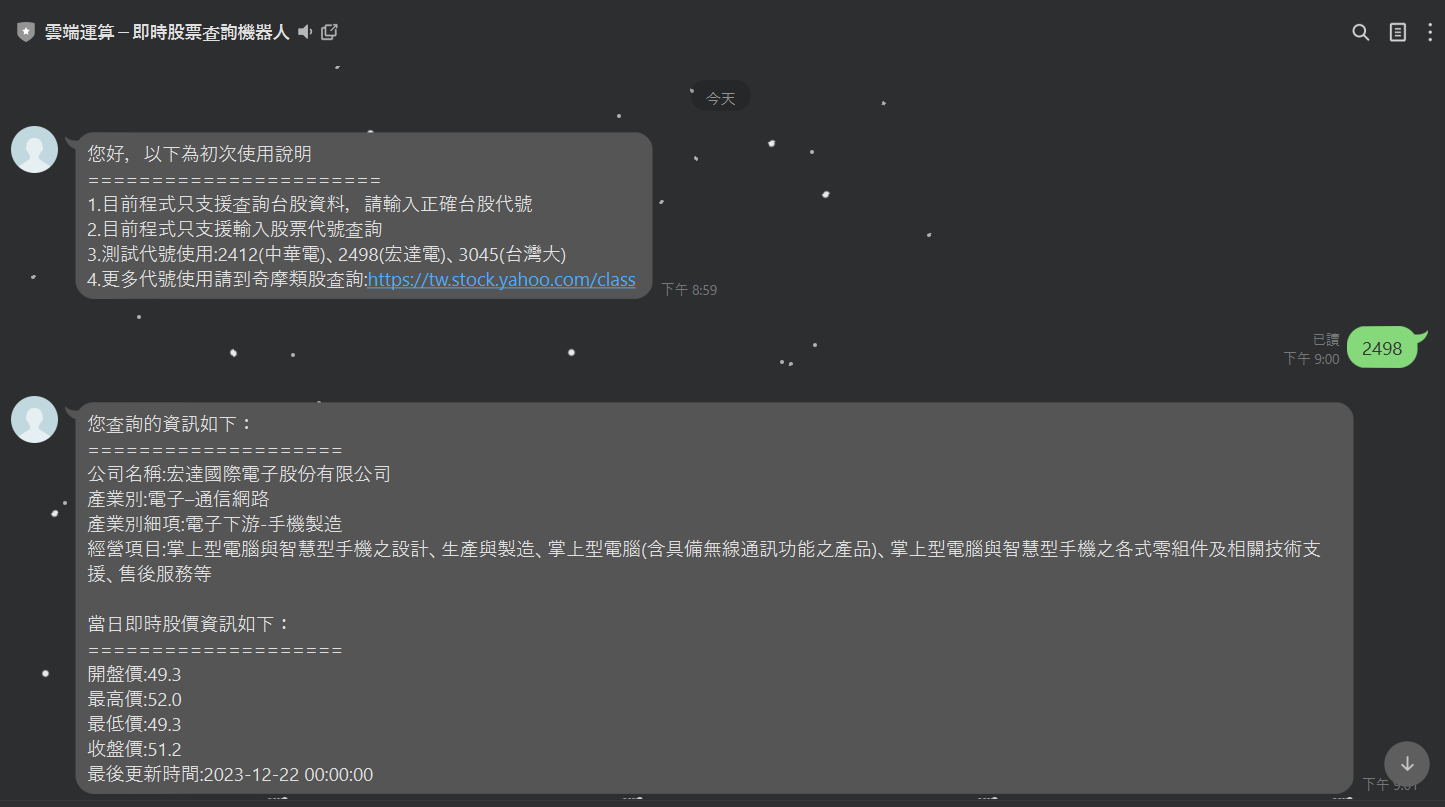 雲端運算 – 即時股票查詢機器人
今天
您好，以下為初次使用說明
=======================
1.目前程式只支援查詢台股資料，請輸入正確台股代號
2.目前程式只支援輸入股票代號查詢
3.測試代號使用:2412(中華電)、2498(宏達電)、3045(台灣大)
4.更多代號使用請到奇摩類股查詢:https://tw.stock.yahoo.com/class
下午 8:59
已讀
下午 9:00
2498
您查詢的資訊如下：
====================
公司名稱:宏達國際電子股份有限公司
產業別:電子–通信網路
產業別細項:電子下游-手機製造
經營項目:掌上型電腦與智慧型手機之設計、生產與製造、掌上型電腦(含具備無線通訊功能之產品)、掌上型電腦與智慧型手機之各式零組件及相關技術支
援、售後服務等
當日即時股價資訊如下：
====================
開盤價:49.3
最高價:52.0
最低價:49.3
收盤價:51.2
最後更新時間:2023-12-22 00:00:00
下午 9:01